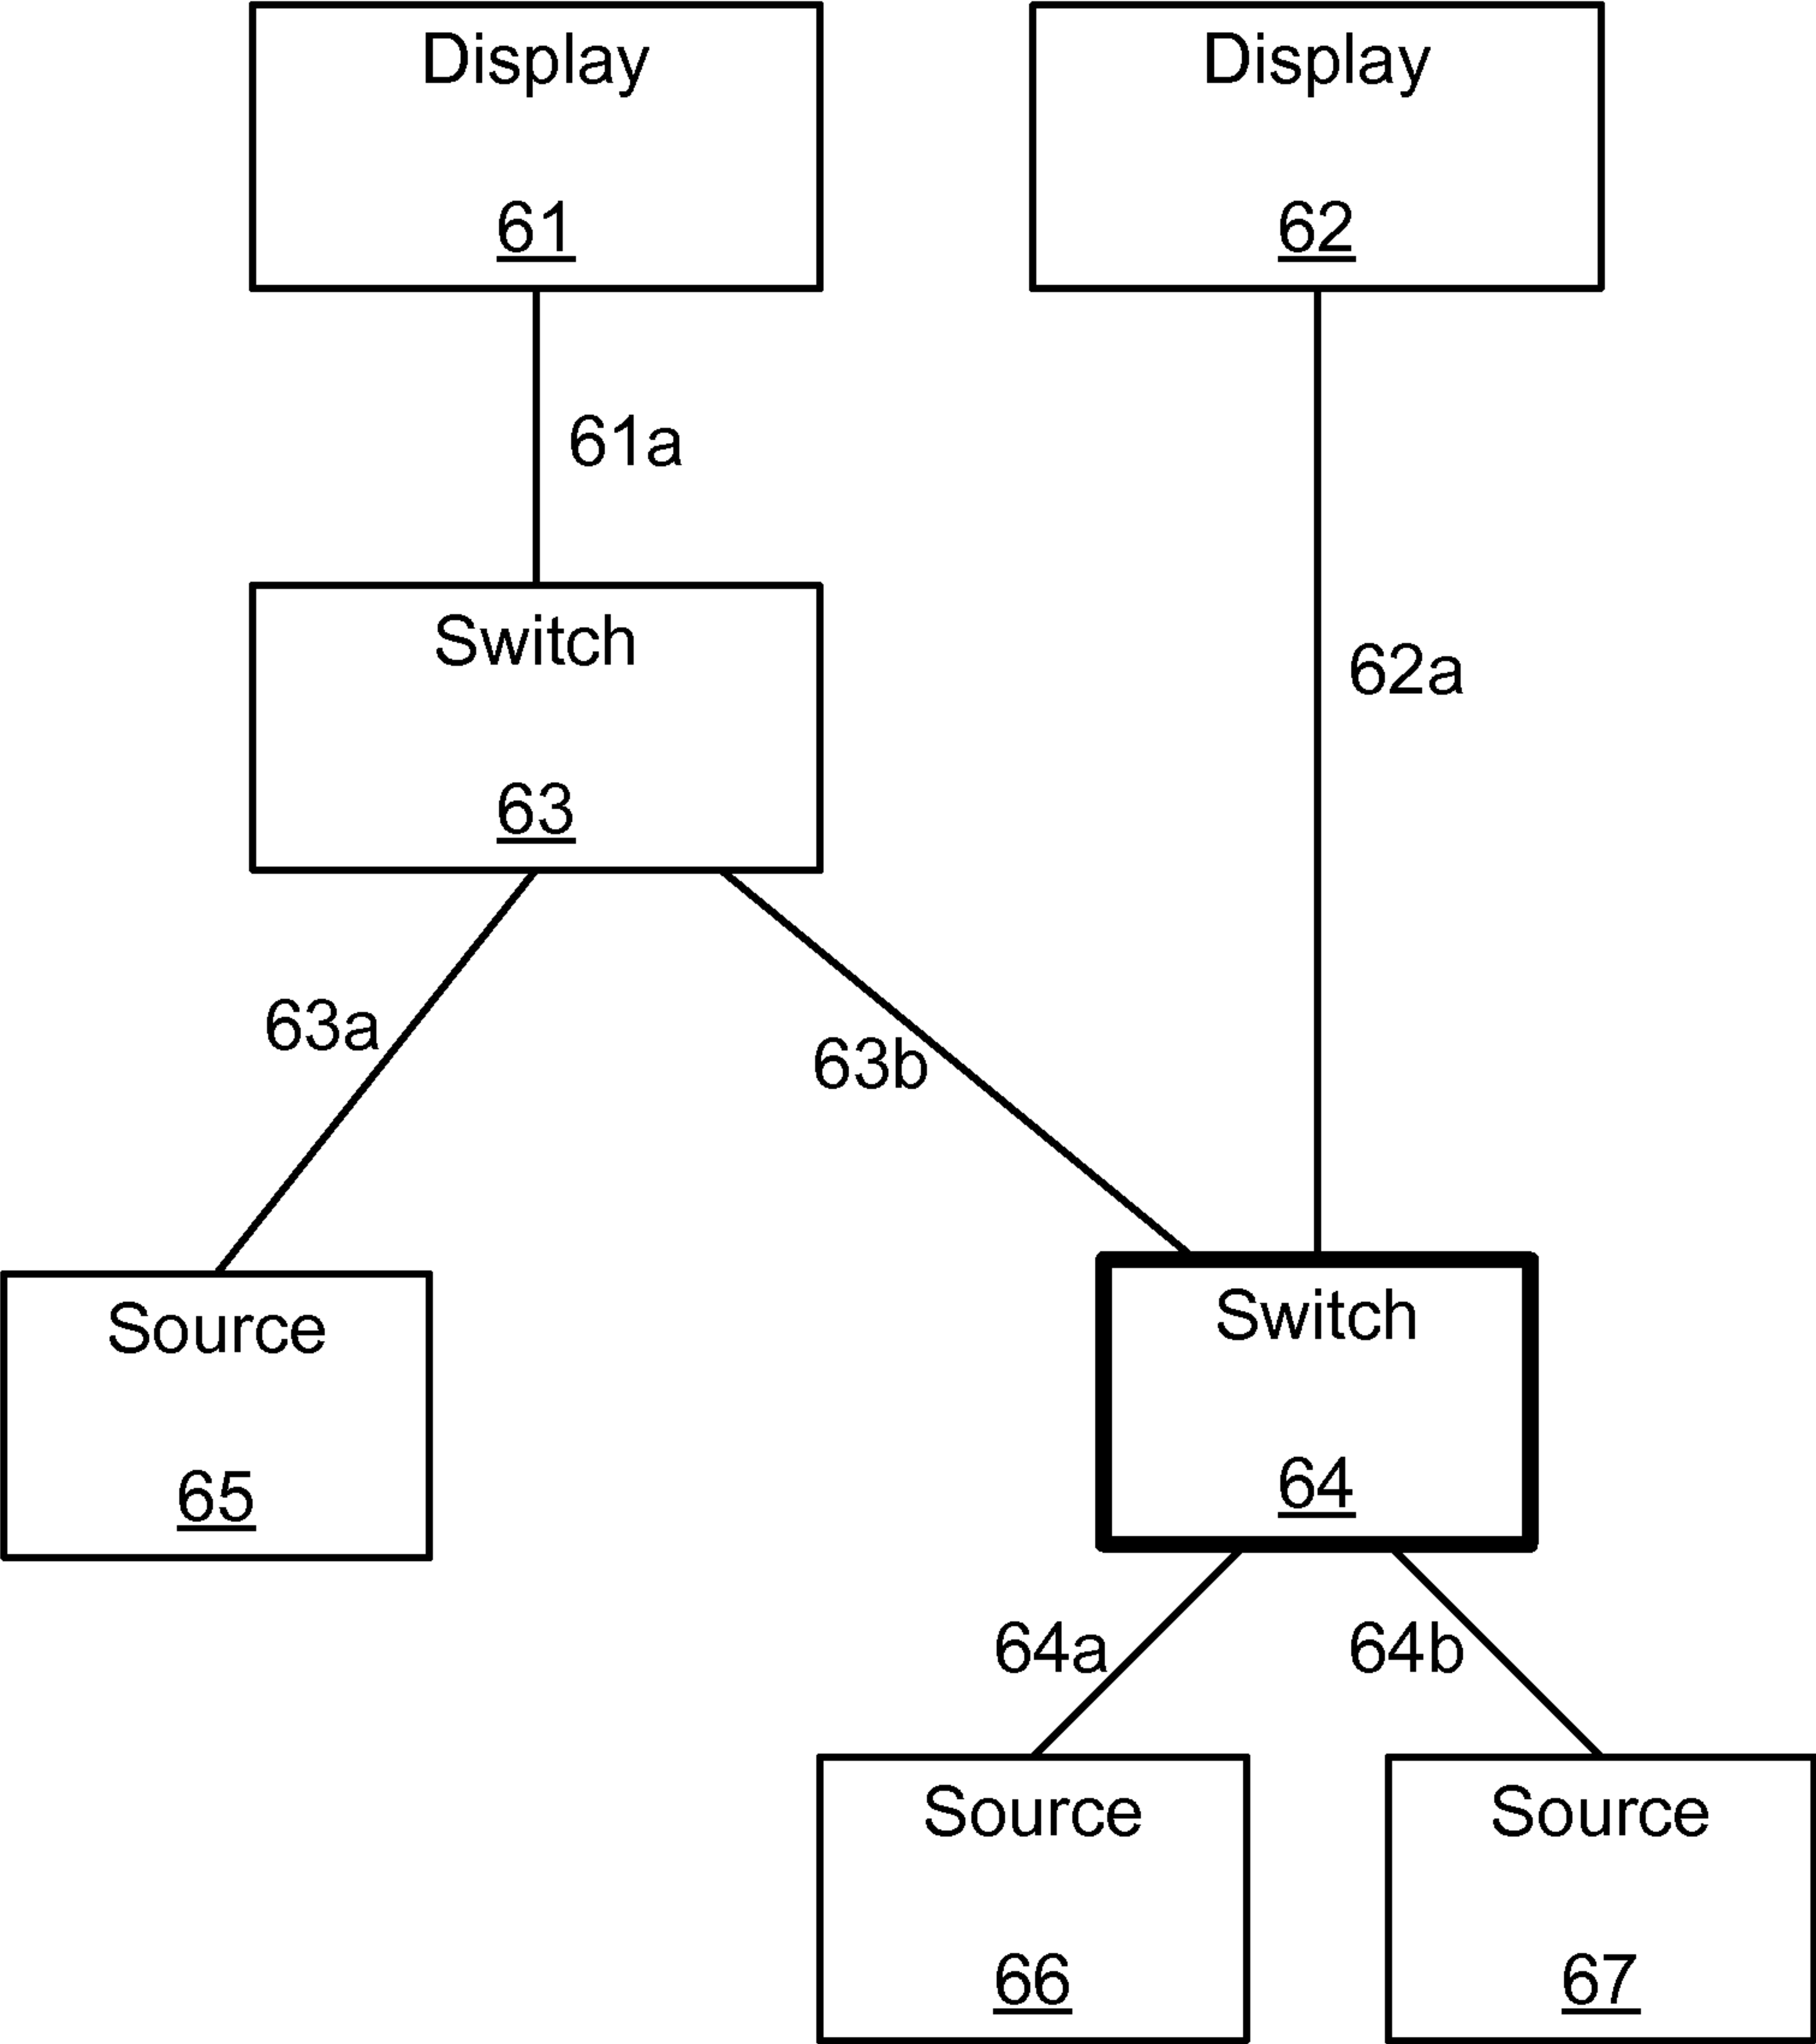 Display
61
Display
62
61a
Switch
63
62a
63a
63b
Source
65
Switch
64
64a
64b
Source
66
Source
67